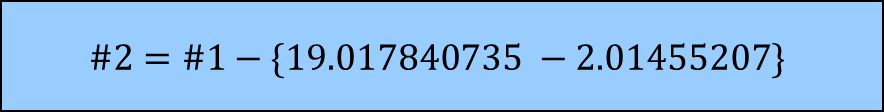 #2 = #1 − {19.017840735 − 2.01455207}